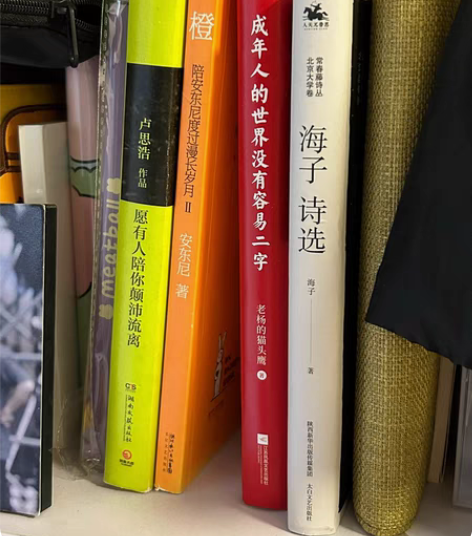 meatball
卢思浩 作品
愿有人陪你颠沛流离
湖南文艺出版社
橙
陪安东尼度过漫长岁月 II
安东尼 著
成年人的世界没有容易二字
老杨的猫头鹰 著
常春藤诗丛
北京大学卷
海子 诗选
海子 著
陕西新华出版传媒集团
太白文艺出版社